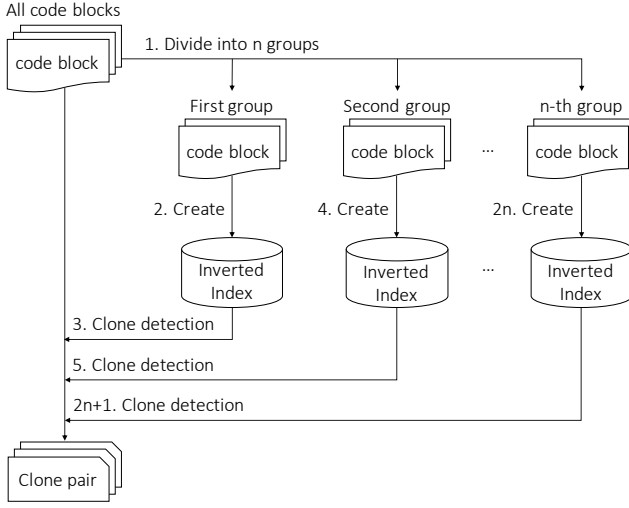 All code blocks
code block
1. Divide into n groups
First group
Second group
n-th group
code block
code block
...
code block
2. Create
4. Create
2n. Create
Inverted
Index
Inverted
Index
...
Inverted
Index
3. Clone detection
5. Clone detection
2n+1. Clone detection
Clone pair